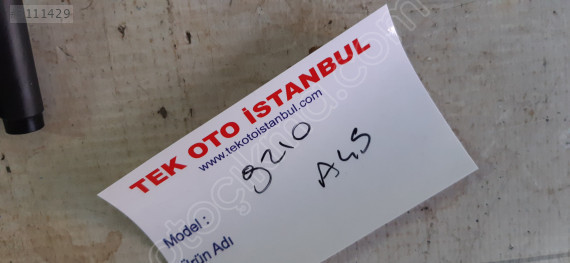 111429
TEK OTO İSTANBUL
www.tekotoistanbul.com
Model : S210
Ürün Adı A45